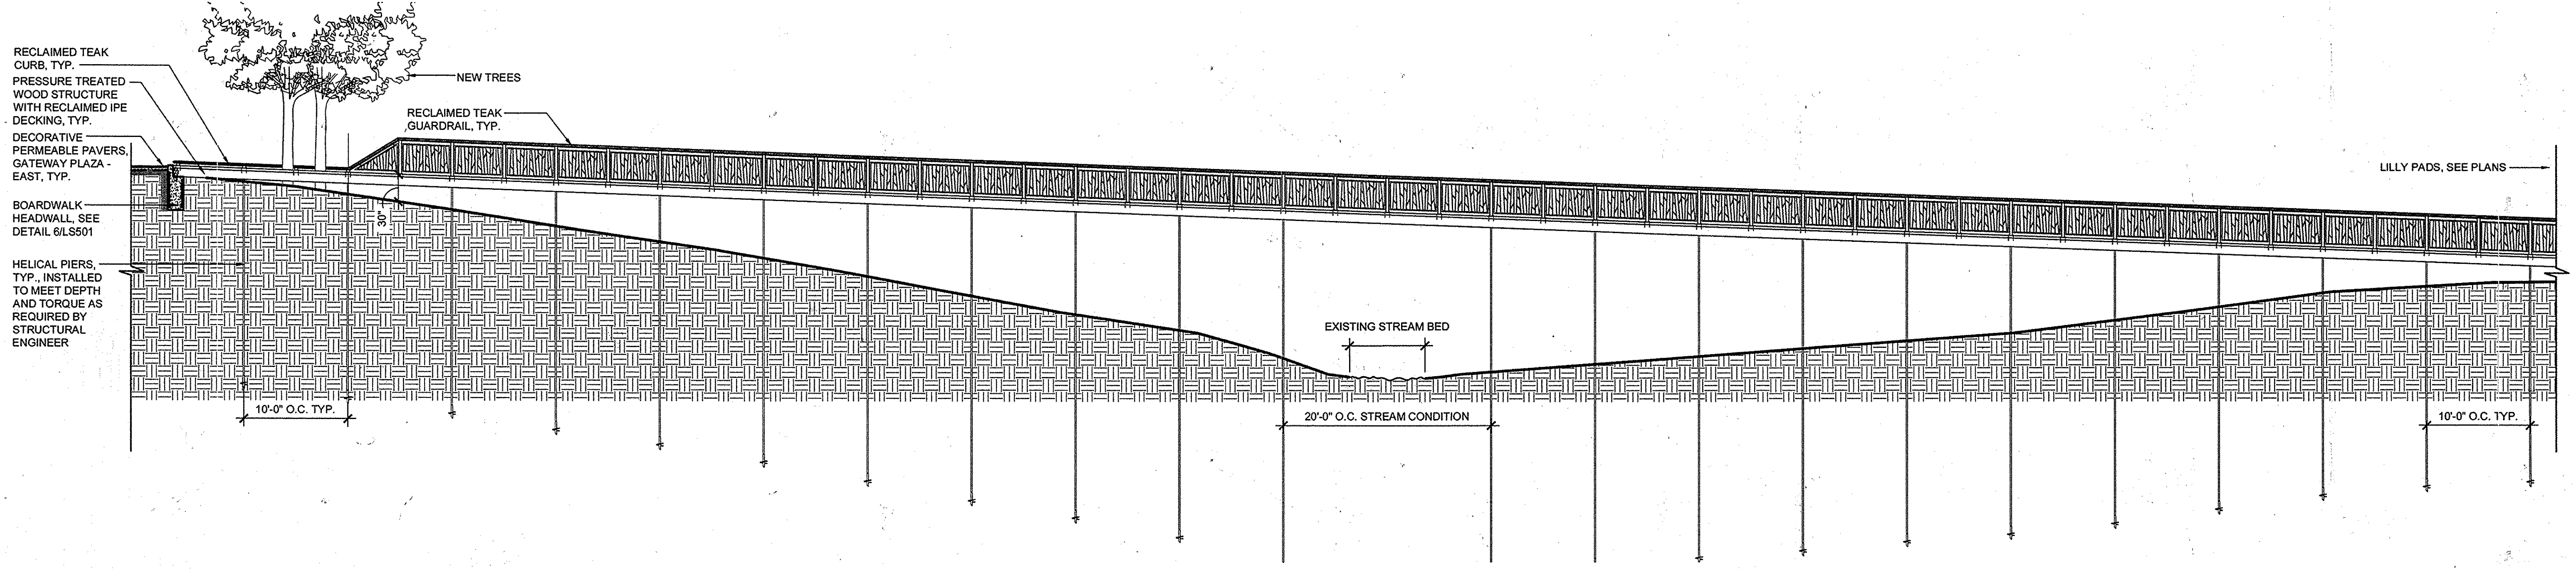 RECLAIMED TEAK
CURB, TYP.
PRESSURE TREATED
WOOD STRUCTURE
WITH RECLAIMED IPE
DECKING, TYP.
DECORATIVE
PERMEABLE PAVERS,
GATEWAY PLAZA -
EAST, TYP.
BOARDWALK
HEADWALL, SEE
DETAIL 6/LS501
HELICAL PIERS,
TYP., INSTALLED
TO MEET DEPTH
AND TORQUE AS
REQUIRED BY
STRUCTURAL
ENGINEER
NEW TREES
RECLAIMED TEAK
GUARDRAIL, TYP.
30"
10'-0" O.C. TYP.
EXISTING STREAM BED
20'-0" O.C. STREAM CONDITION
LILLY PADS, SEE PLANS
10'-0" O.C. TYP.